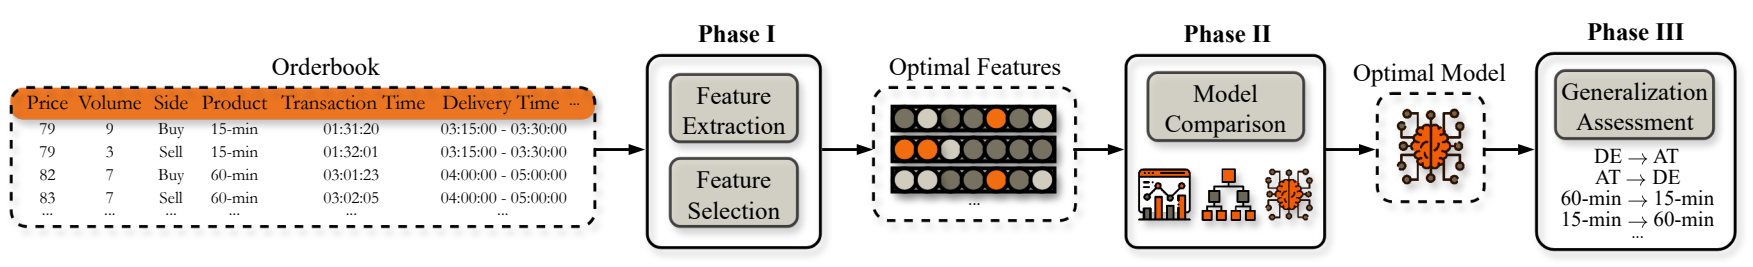 Orderbook
Price Volume Side Product Transaction Time Delivery Time ...
79 9 Buy 15-min 01:31:20 03:15:00 - 03:30:00
79 3 Sell 15-min 01:32:01 03:15:00 - 03:30:00
82 7 Buy 60-min 03:01:23 04:00:00 - 05:00:00
83 7 Sell 60-min 03:02:05 04:00:00 - 05:00:00
... ... ... ... ... ...
Phase I
Feature
Extraction
Feature
Selection
Optimal Features
...
Phase II
Model
Comparison
Optimal Model
Phase III
Generalization
Assessment
DE → AT
AT → DE
60-min → 15-min
15-min → 60-min
...